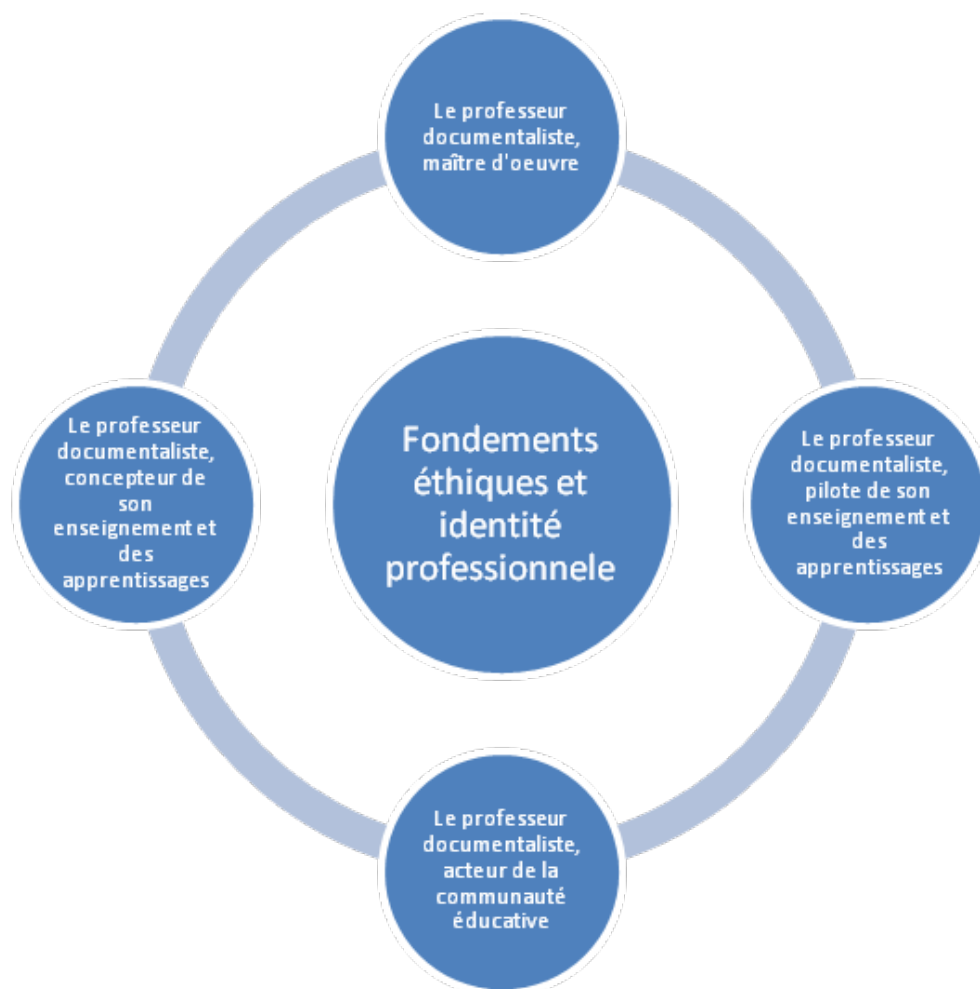 Le professeur
documentaliste,
maître d'oeuvre
Le professeur
documentaliste,
concepteur de
son
enseignement et
des
apprentissages
Fondements
éthiques et
identité
professionnele
Le professeur
documentaliste,
pilote de son
enseignement et
des
apprentissages
Le professeur
documentaliste,
acteur de la
communauté
éducative